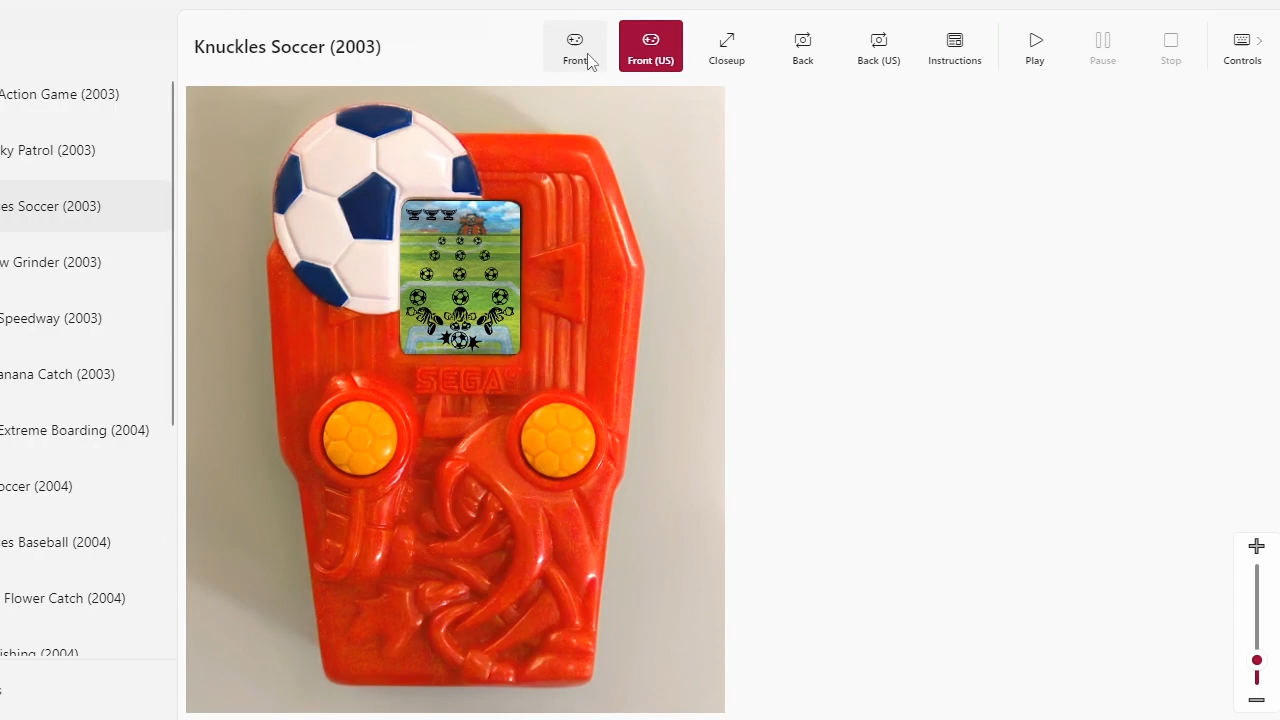 Knuckles Soccer (2003)
Front
Front (US)
Closeup
Back
Back (US)
Instructions
Play
Pause
Stop
Controls
Action Game (2003)
ky Patrol (2003)
es Soccer (2003)
w Grinder (2003)
Speedway (2003)
anana Catch (2003)
Extreme Boarding (2004)
occer (2004)
es Baseball (2004)
Flower Catch (2004)
ishing (2004)
s
SEGA